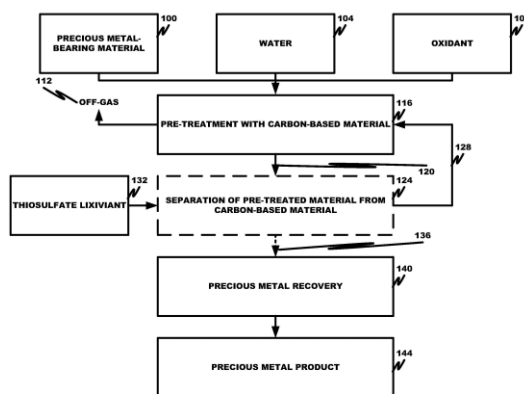 100
104
10
PRECIOUS METAL-
BEARING MATERIAL
WATER
OXIDANT
112
OFF-GAS
116
PRE-TREATMENT WITH CARBON-BASED MATERIAL
128
120
132
124
THIOSULFATE LIXIVIANT
SEPARATION OF PRE-TREATED MATERIAL FROM
CARBON-BASED MATERIAL
136
140
PRECIOUS METAL RECOVERY
144
PRECIOUS METAL PRODUCT